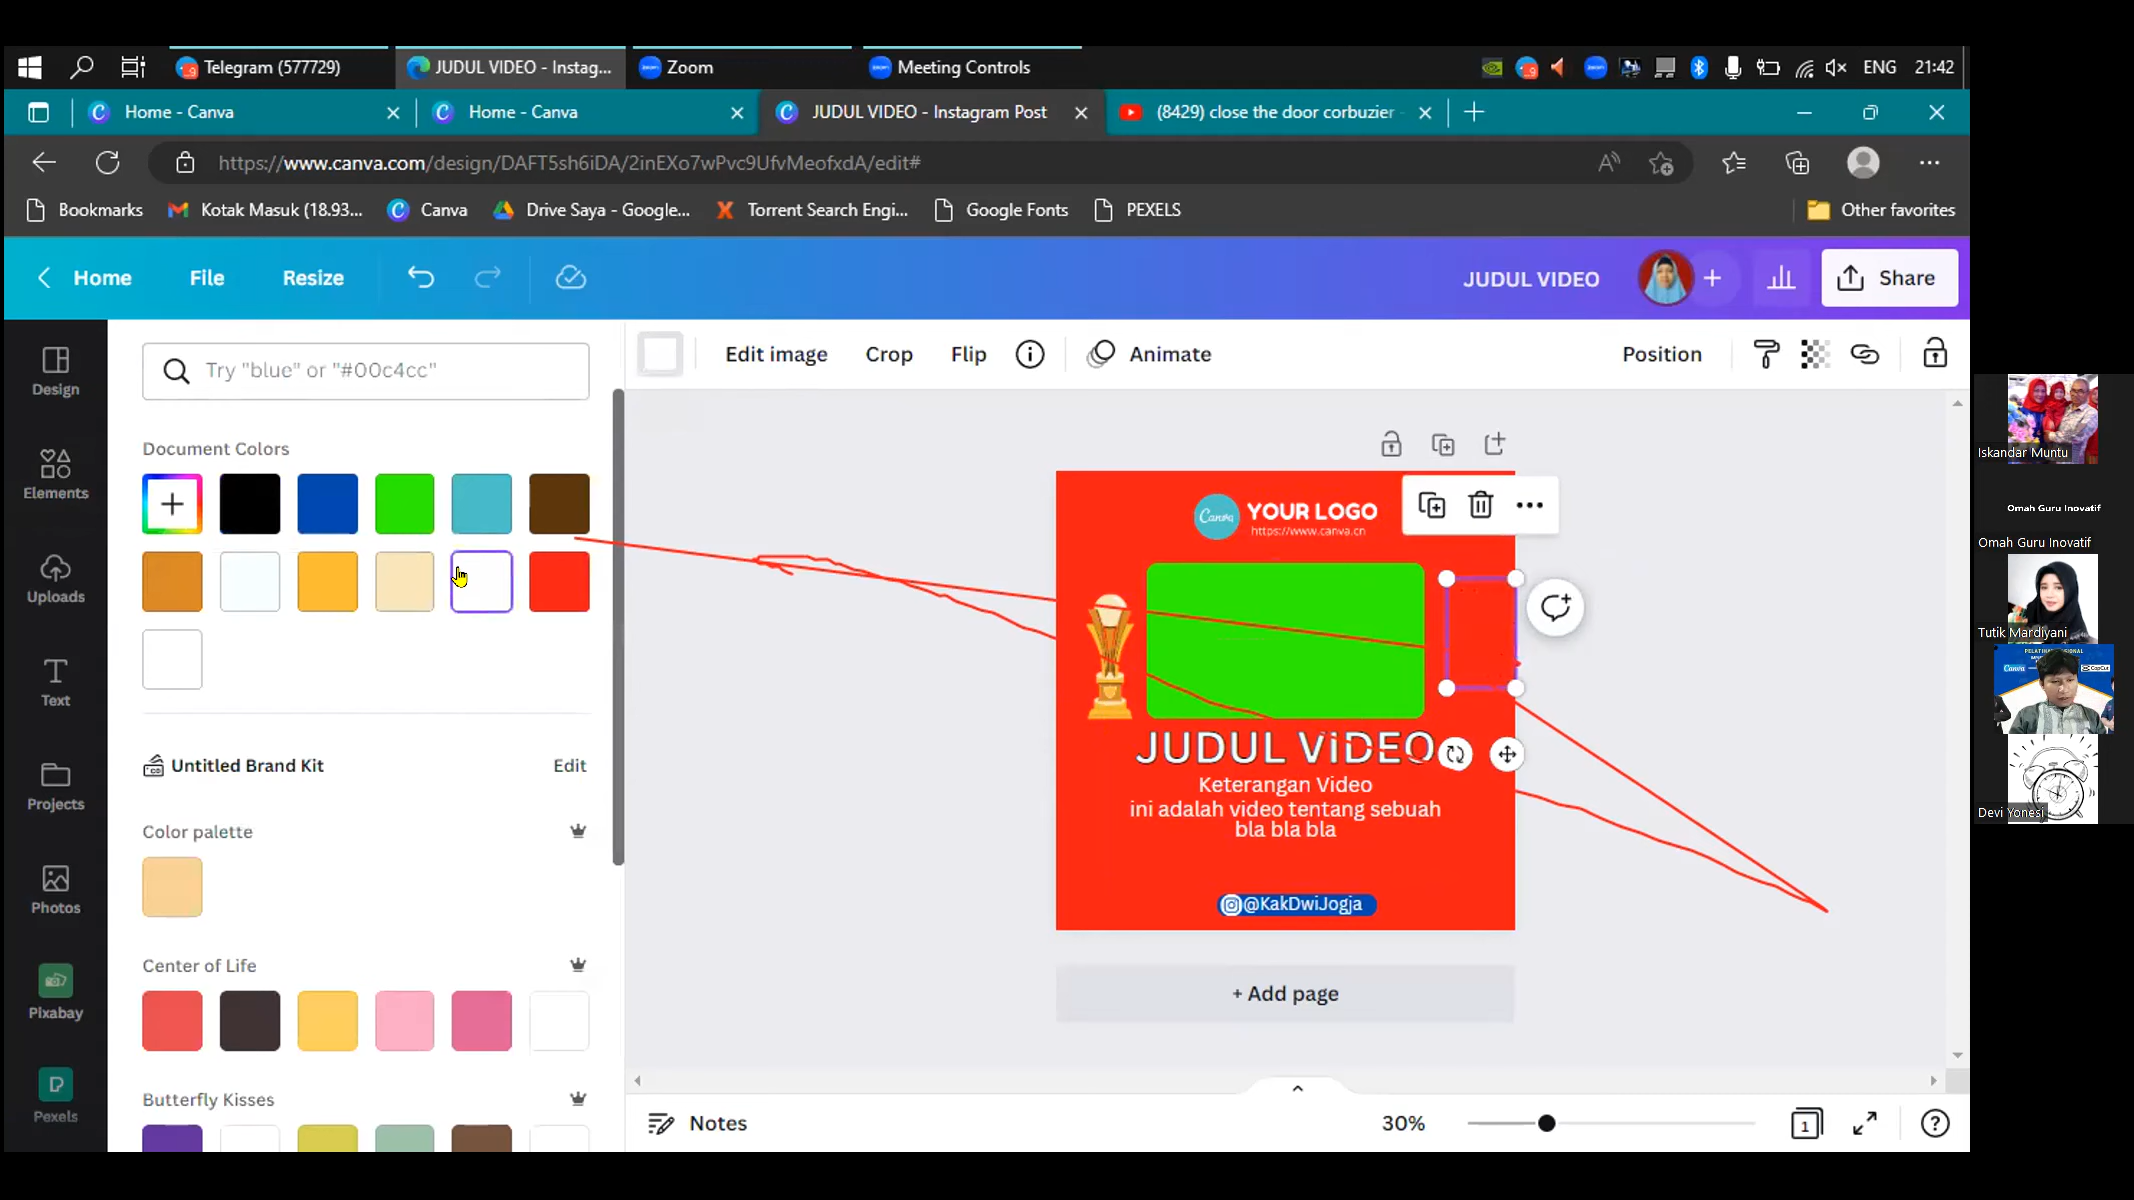 Telegram (577729)
JUDUL VIDEO - Instag...
Zoom
Meeting Controls
ENG
21:42
Home - Canva
Home - Canva
JUDUL VIDEO - Instagram Post
(8429) close the door corbuzier
https://www.canva.com/design/DAFT5sh6iDA/2inEXo7wPvc9UfvMeofxdA/edit#
Bookmarks
Kotak Masuk (18.93...
Canva
Drive Saya - Google...
Torrent Search Engi...
Google Fonts
PEXELS
Other favorites
Home
File
Resize
JUDUL VIDEO
Share
Design
Elements
Uploads
Text
Projects
Photos
Pixabay
Pexels
Try "blue" or "#00c4cc"
Document Colors
Untitled Brand Kit
Edit
Color palette
Center of Life
Butterfly Kisses
Edit image
Crop
Flip
Animate
Position
Canva
YOUR LOGO
https://www.canva.cn
JUDUL ViDEO
Keterangan Video
ini adalah video tentang sebuah
bla bla bla
@KakDwiJogja
+ Add page
Notes
30%
1
Iskandar Muntu
Omah Guru Inovatif
Omah Guru Inovatif
Tutik Mardiyani
Canva
CapCut
Devi Yonesi